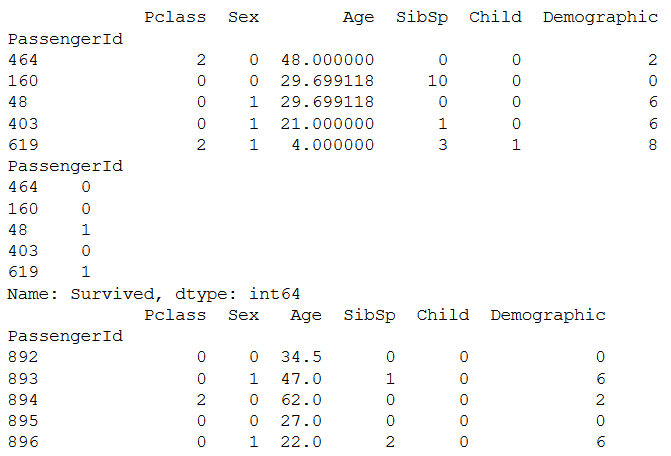 Pclass Sex Age SibSp Child Demographic
PassengerId
464 2 0 48.000000 0 0 2
160 0 0 29.699118 10 0 0
48 0 1 29.699118 0 0 6
403 0 1 21.000000 1 0 6
619 2 1 4.000000 3 1 8
PassengerId
464 0
160 0
48 1
403 0
619 1
Name: Survived, dtype: int64
Pclass Sex Age SibSp Child Demographic
PassengerId
892 0 0 34.5 0 0 0
893 0 1 47.0 1 0 6
894 2 0 62.0 0 0 2
895 0 0 27.0 0 0 0
896 0 1 22.0 2 0 6